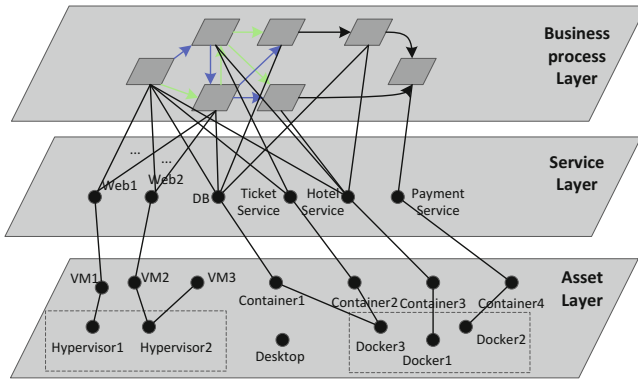 Business
process
Layer
...
...
Service
Layer
Web1
Web2
DB
Ticket
Service
Hotel
Service
Payment
Service
Asset
Layer
VM1
VM2
VM3
Container1
Container2
Container3
Container4
Hypervisor1
Hypervisor2
Desktop
Docker3
Docker1
Docker2